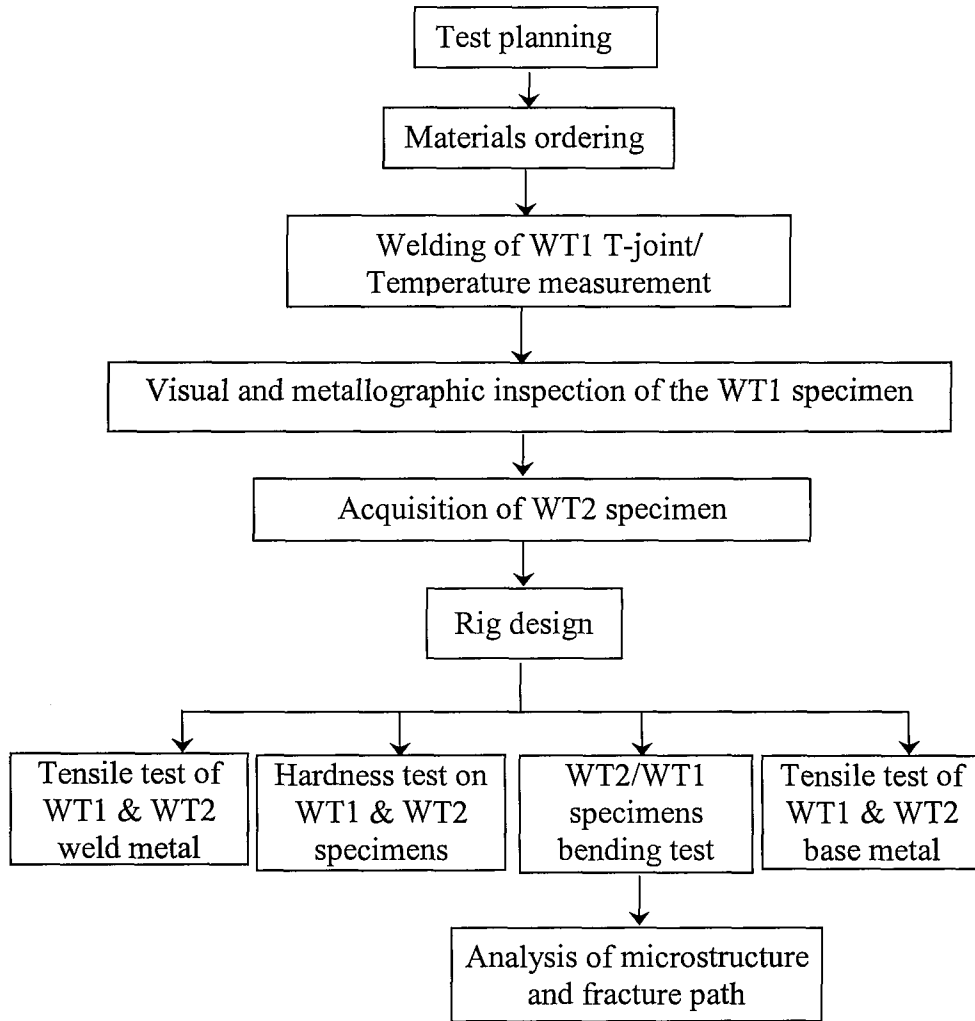 Test planning
Materials ordering
Welding of WT1 T-joint/
Temperature measurement
Visual and metallographic inspection of the WT1 specimen
Acquisition of WT2 specimen
Rig design
Tensile test of
WT1 & WT2
weld metal
Hardness test on
WT1 & WT2
specimens
WT2/WT1
specimens
bending test
Tensile test of
WT1 & WT2
base metal
Analysis of microstructure
and fracture path